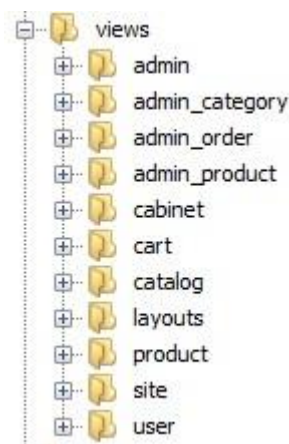 views
admin
admin_category
admin_order
admin_product
cabinet
cart
catalog
layouts
product
site
user